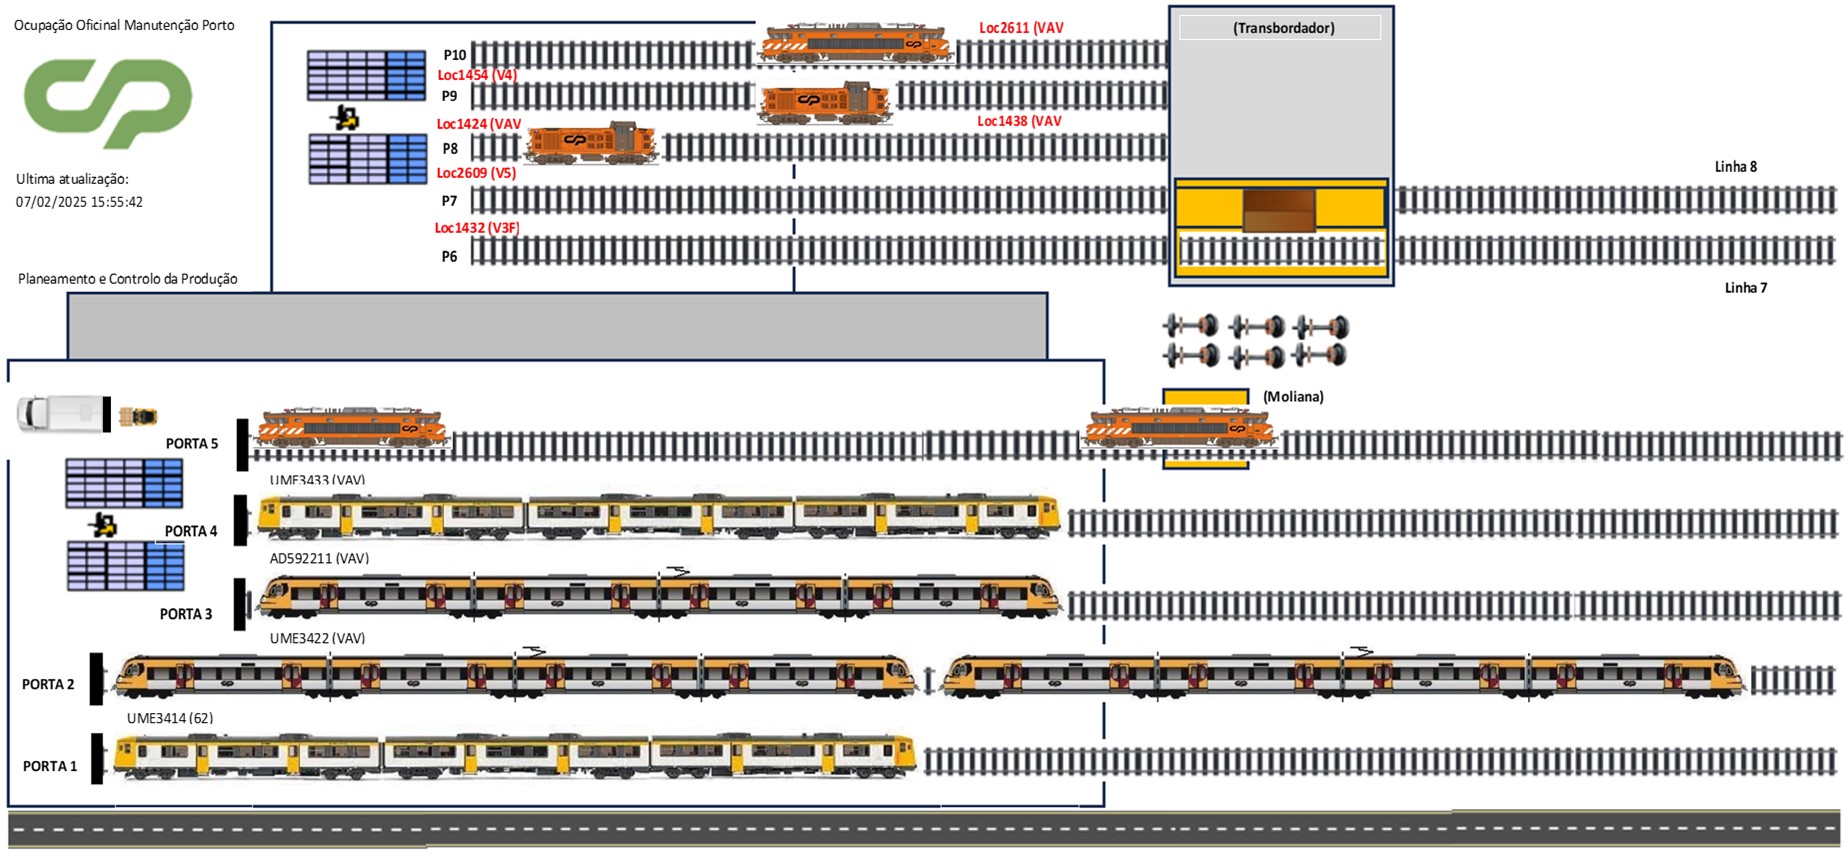 Ocupação Oficinal Manutenção Porto
CP
Ultima atualização:
07/02/2025 15:55:42
Planeamento e Controlo da Produção
Loc2611 (VAV
P10
Loc1454 (V4)
P9
Loc1424 (VAV
Loc1438 (VAV
P8
Loc2609 (V5)
P7
Loc1432 (V3F)
P6
(Transbordador)
Linha 8
Linha 7
(Moliana)
PORTA 5
UME3433 (VAV)
PORTA 4
AD592211 (VAV)
PORTA 3
UME3422 (VAV)
PORTA 2
UME3414 (62)
PORTA 1